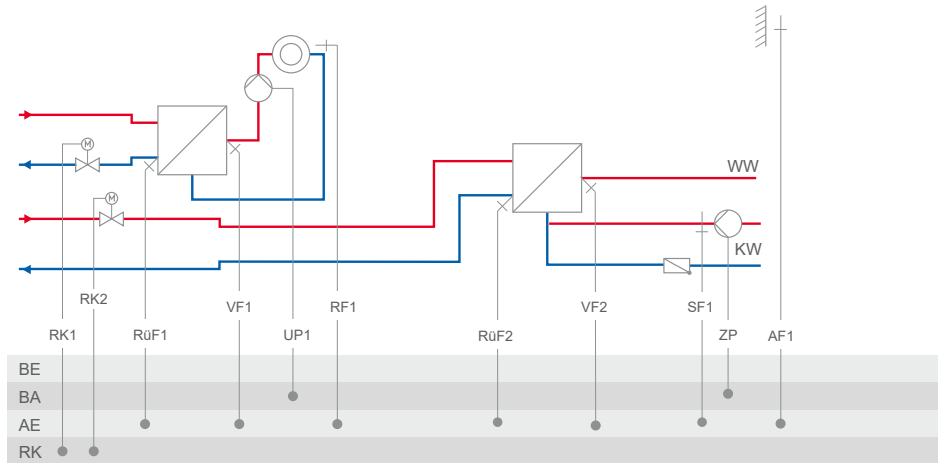 M
WW
M
KW
RK2
VF1
RF1
VF2
SF1
RK1
RüF1
UP1
RüF2
ZP
AF1
BE
BA
AE
RK